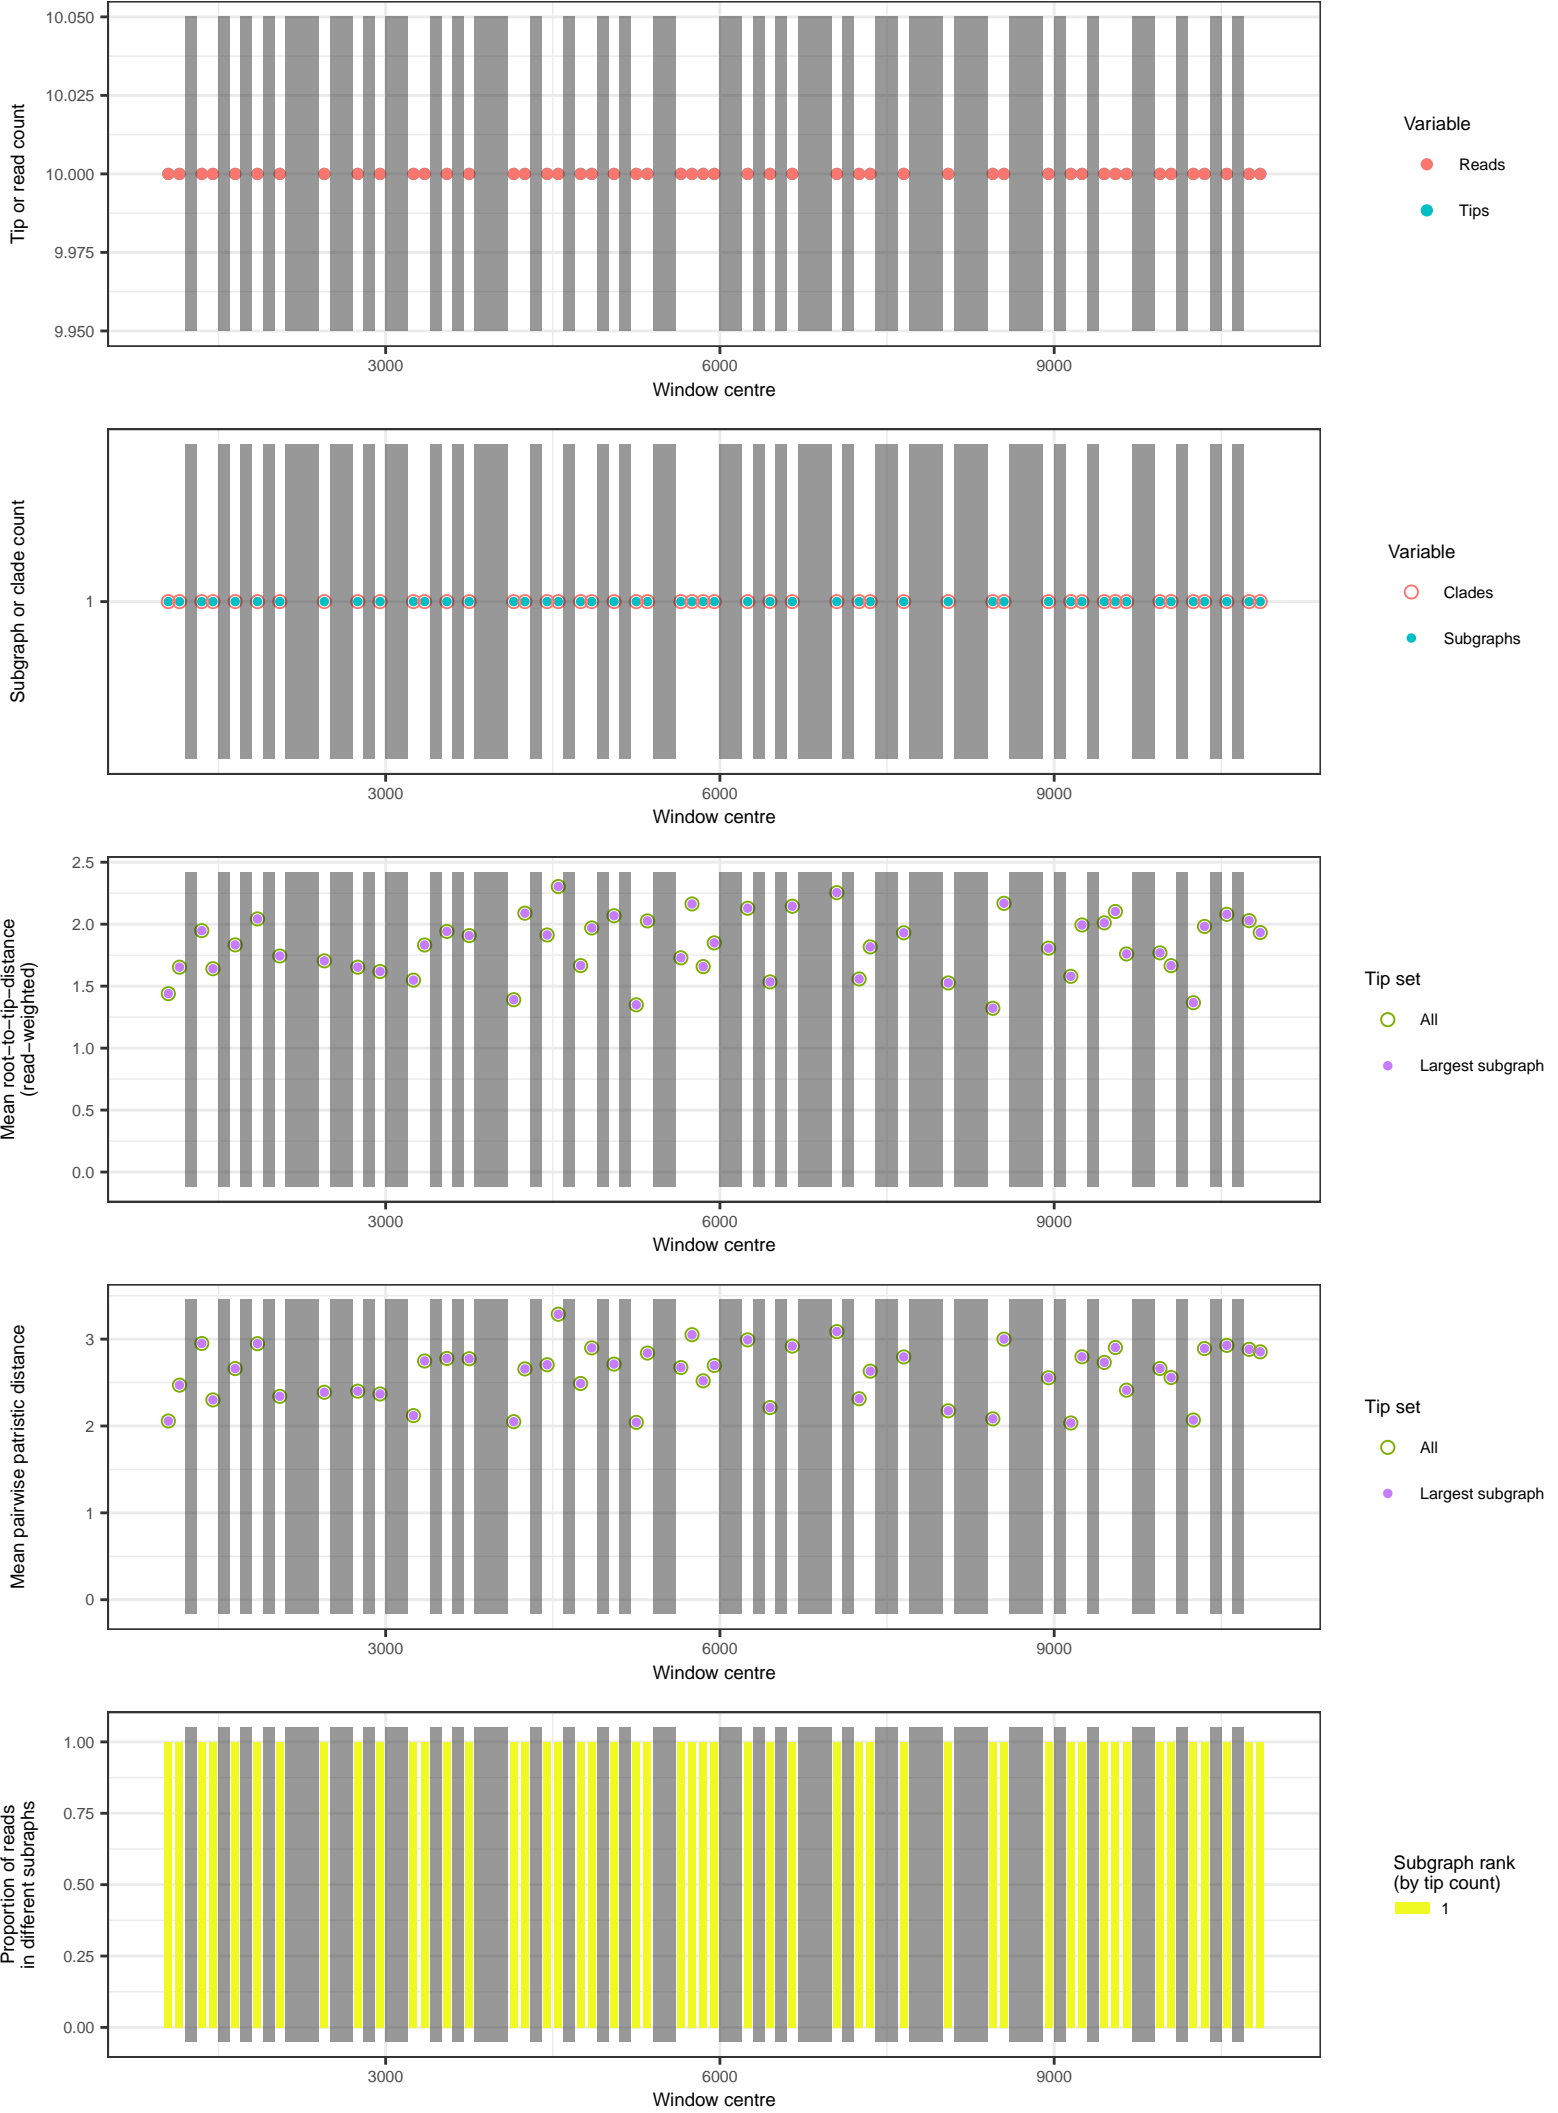 10.050
10.025
10.000
9.975
9.950
Tip or read count
3000
6000
9000
Window centre
Variable
Reads
Tips
1
Subgraph or clade count
3000
6000
9000
Window centre
Variable
Clades
Subgraphs
2.5
2.0
1.5
1.0
0.5
0.0
Mean root−to−tip−distance
(read−weighted)
3000
6000
9000
Window centre
Tip set
All
Largest subgraph
3
2
1
0
Mean pairwise patristic distance
3000
6000
9000
Window centre
Tip set
All
Largest subgraph
1.00
0.75
0.50
0.25
0.00
Proportion of reads
in different subraphs
3000
6000
9000
Window centre
Subgraph rank
(by tip count)
1